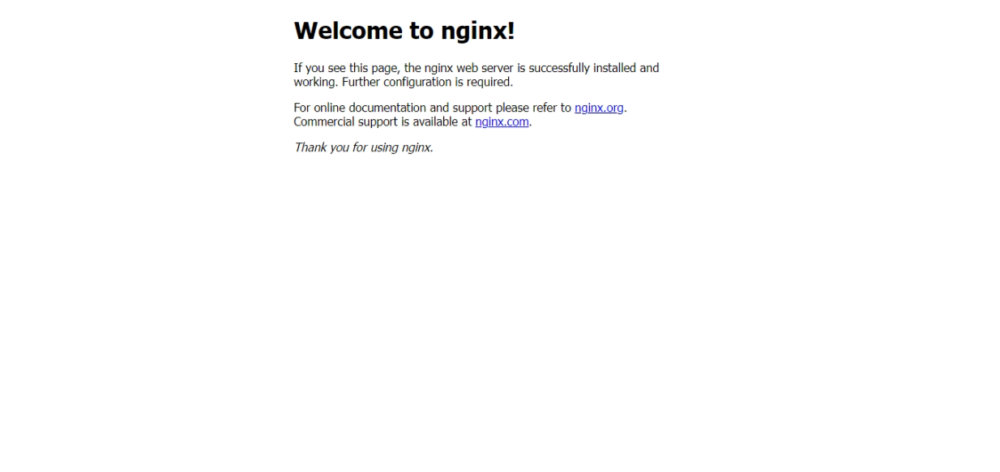 Welcome to nginx!
If you see this page, the nginx web server is successfully installed and
working. Further configuration is required.
For online documentation and support please refer to nginx.org.
Commercial support is available at nginx.com.
Thank you for using nginx.